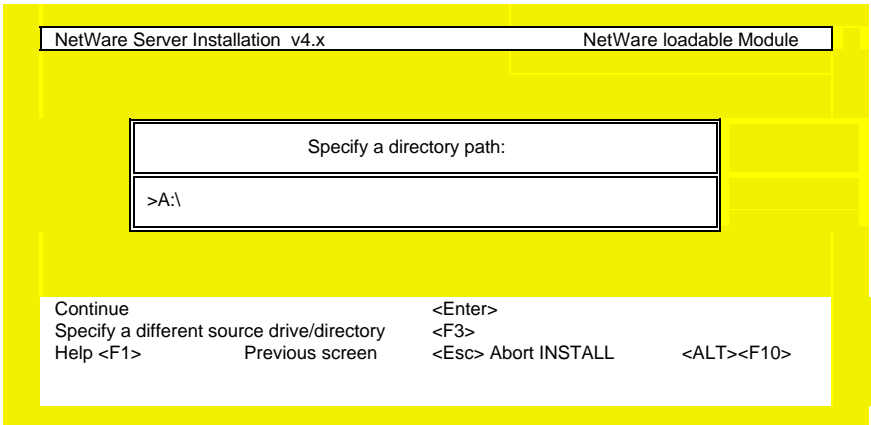 NetWare Server Installation v4.x NetWare loadable Module
Specify a directory path:
>A:\
Continue <Enter>
Specify a different source drive/directory <F3>
Help <F1> Previous screen <Esc> Abort INSTALL <ALT><F10>